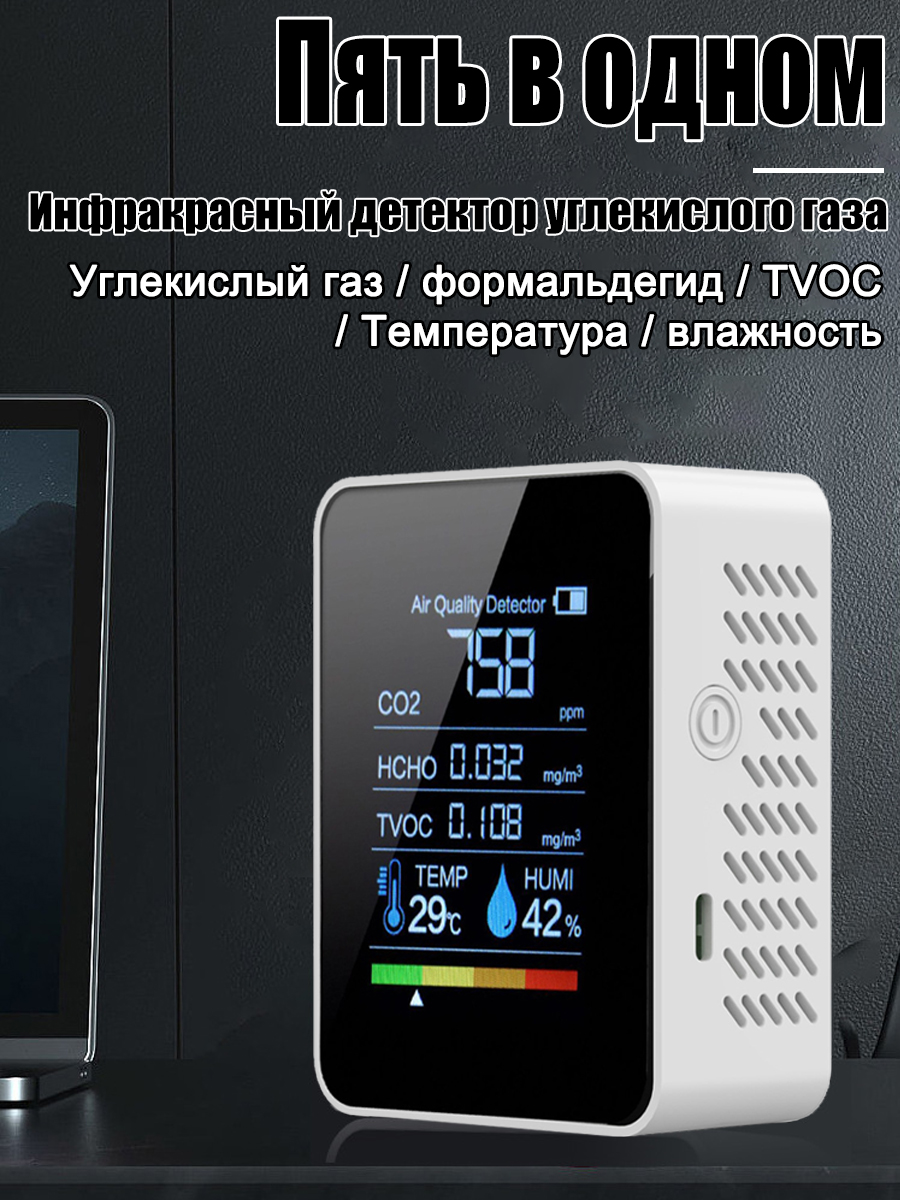 Пять в одном
Инфракрасный детектор углекислого газа
Углекислый газ / формальдегид / TVOC
/ Температура / влажность
Air Quality Detector
758
CO2 ppm
HCHO 0.032 mg/m³
TVOC 0.108 mg/m³
TEMP HUMI
29℃ 42%